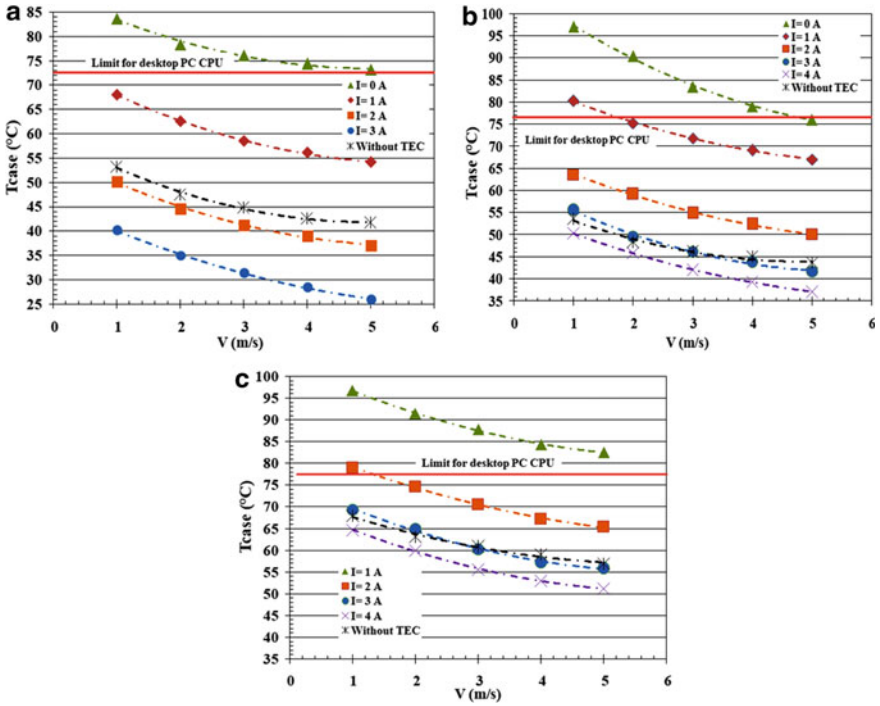 a
85
80
75
70
65
60
55
50
45
40
35
30
25
Tcase (°C)
Limit for desktop PC CPU
I= 0 A
I= 1 A
I= 2 A
I= 3 A
Without TEC
0 1 2 3 4 5 6
V (m/s)
b
100
95
90
85
80
75
70
65
60
55
50
45
40
35
Tcase (°C)
I= 0 A
I= 1 A
I= 2 A
I= 3 A
I= 4 A
Without TEC
Limit for desktop PC CPU
0 1 2 3 4 5 6
V (m/s)
c
100
95
90
85
80
75
70
65
60
55
50
45
40
35
Tcase (°C)
Limit for desktop PC CPU
I= 1 A
I= 2 A
I= 3 A
I= 4 A
Without TEC
0 1 2 3 4 5 6
V (m/s)